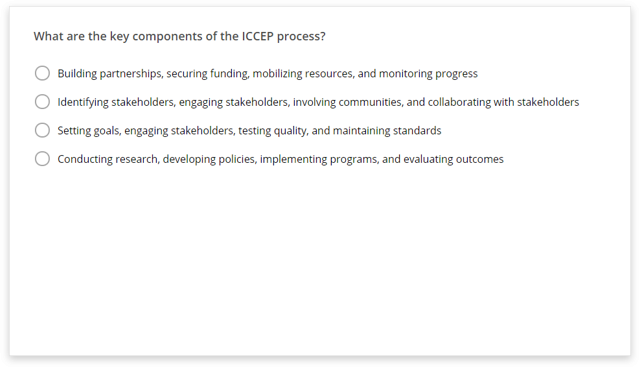 What are the key components of the ICCEP process?
Building partnerships, securing funding, mobilizing resources, and monitoring progress
Identifying stakeholders, engaging stakeholders, involving communities, and collaborating with stakeholders
Setting goals, engaging stakeholders, testing quality, and maintaining standards
Conducting research, developing policies, implementing programs, and evaluating outcomes